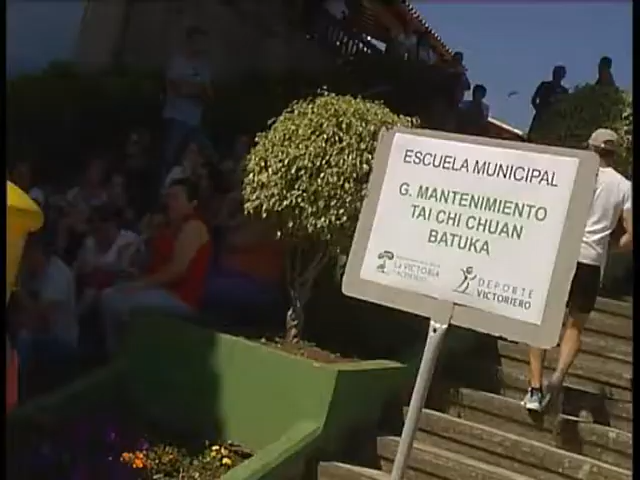 ESCUELA MUNICIPAL
G. MANTENIMIENTO
TAI CHI CHUAN
BATUKA
LA VICTORIA
DEPORTE
VICTORIERO